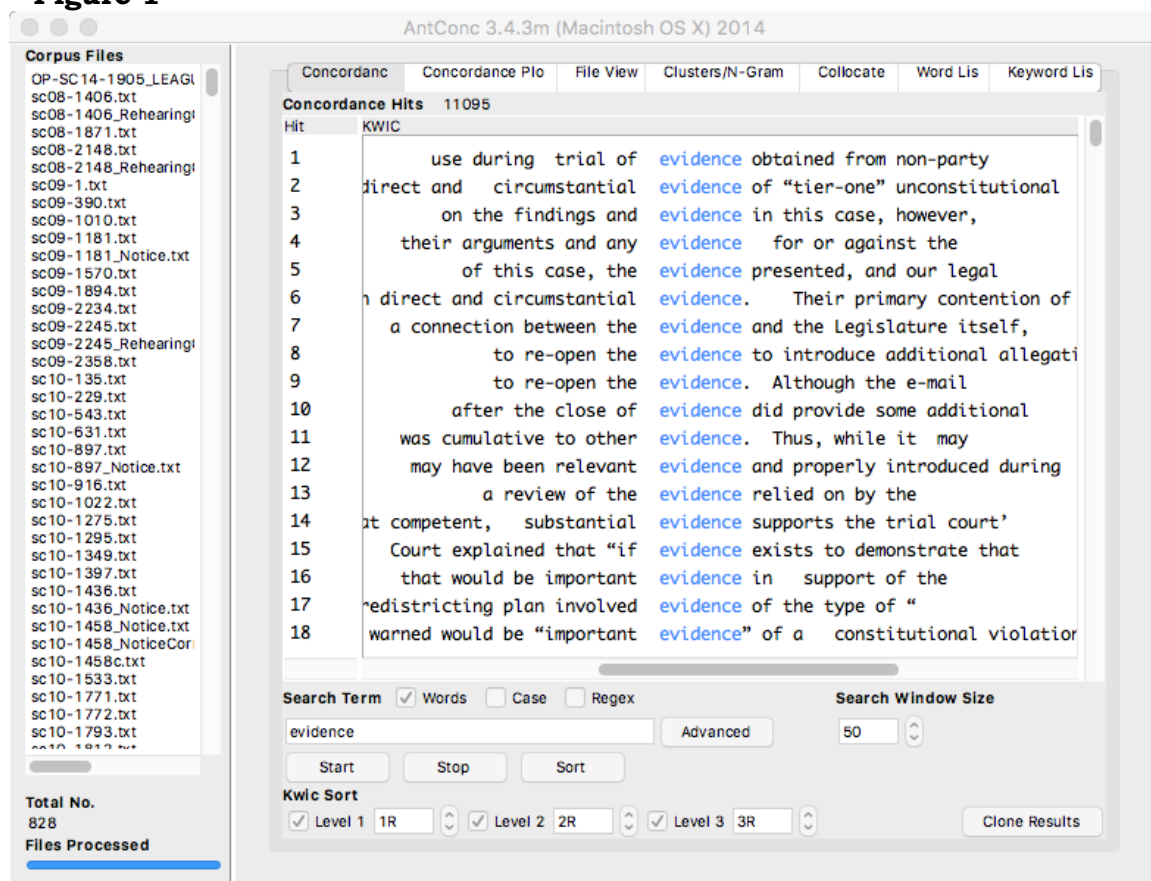 Figure 1
AntConc 3.4.3m (Macintosh OS X) 2014
Corpus Files
OP-SC14-1905_LEAGU
sc08-1406.txt
sc08-1406_Rehearing
sc08-1871.txt
sc08-2148.txt
sc08-2148_Rehearing
sc09-1.txt
sc09-390.txt
sc09-1010.txt
sc09-1181.txt
sc09-1181_Notice.txt
sc09-1570.txt
sc09-1894.txt
sc09-2234.txt
sc09-2245.txt
sc09-2245_Rehearing
sc09-2358.txt
sc10-135.txt
sc10-229.txt
sc10-543.txt
sc10-631.txt
sc10-897.txt
sc10-897_Notice.txt
sc10-916.txt
sc10-1022.txt
sc10-1275.txt
sc10-1295.txt
sc10-1349.txt
sc10-1397.txt
sc10-1436.txt
sc10-1436_Notice.txt
sc10-1458_Notice.txt
sc10-1458_NoticeCor
sc10-1458c.txt
sc10-1533.txt
sc10-1771.txt
sc10-1772.txt
sc10-1793.txt
Total No.
828
Files Processed
Concordanc Concordance Plo File View Clusters/N-Gram Collocate Word Lis Keyword Lis
Concordance Hits 11095
Hit KWIC
1 use during trial of evidence obtained from non-party
2 direct and circumstantial evidence of “tier-one” unconstitutional
3 on the findings and evidence in this case, however,
4 their arguments and any evidence for or against the
5 of this case, the evidence presented, and our legal
6 n direct and circumstantial evidence. Their primary contention of
7 a connection between the evidence and the Legislature itself,
8 to re-open the evidence to introduce additional allegati
9 to re-open the evidence. Although the e-mail
10 after the close of evidence did provide some additional
11 was cumulative to other evidence. Thus, while it may
12 may have been relevant evidence and properly introduced during
13 a review of the evidence relied on by the
14 at competent, substantial evidence supports the trial court’
15 Court explained that “if evidence exists to demonstrate that
16 that would be important evidence in support of the
17 redistricting plan involved evidence of the type of “
18 warned would be “important evidence” of a constitutional violation
Search Term Words Case Regex Search Window Size
evidence Advanced 50
Start Stop Sort
Kwic Sort
Level 1 1R Level 2 2R Level 3 3R Clone Results